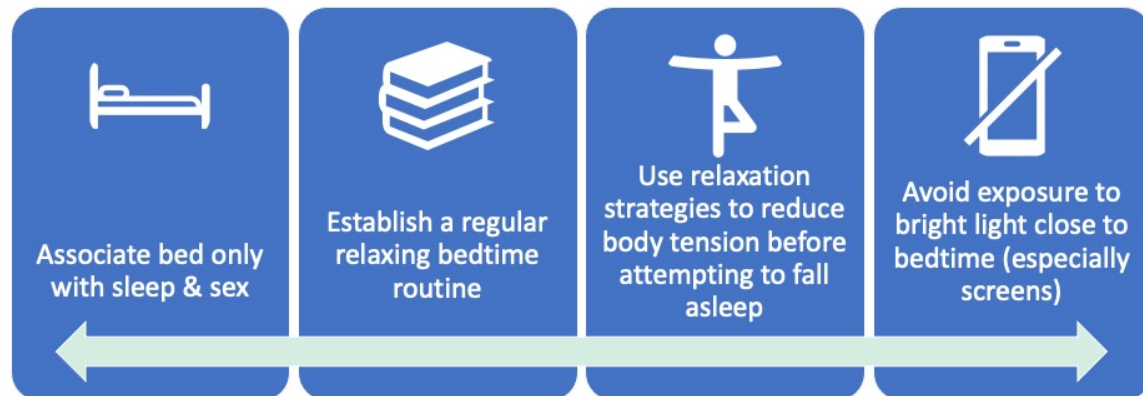 Associate bed only
with sleep & sex
Establish a regular
relaxing bedtime
routine
Use relaxation
strategies to reduce
body tension before
attempting to fall
asleep
Avoid exposure to
bright light close to
bedtime (especially
screens)